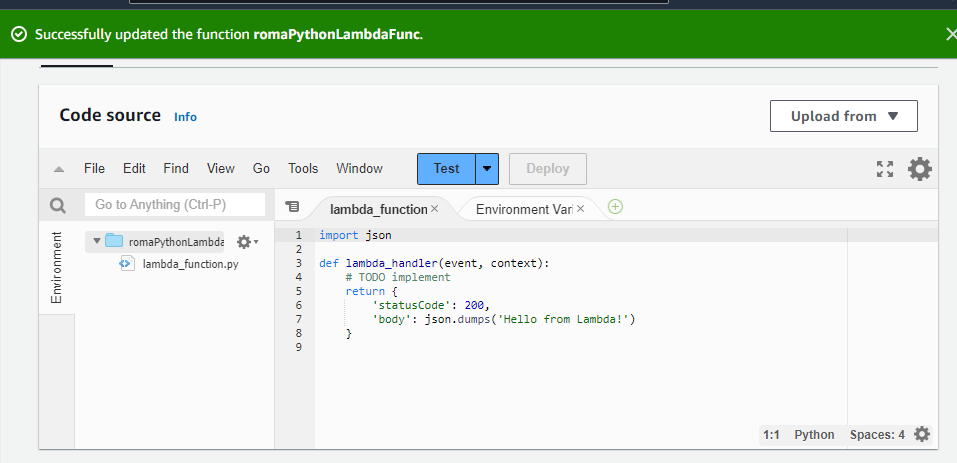 Successfully updated the function romaPythonLambdaFunc.
Code source Info
Upload from
File Edit Find View Go Tools Window Test Deploy
Go to Anything (Ctrl-P)
lambda_function
Environment Vari
Environment
romaPythonLambda
lambda_function.py
1 import json
2
3 def lambda_handler(event, context):
4 # TODO implement
5 return {
6 'statusCode': 200,
7 'body': json.dumps('Hello from Lambda!')
8 }
9
1:1 Python Spaces: 4